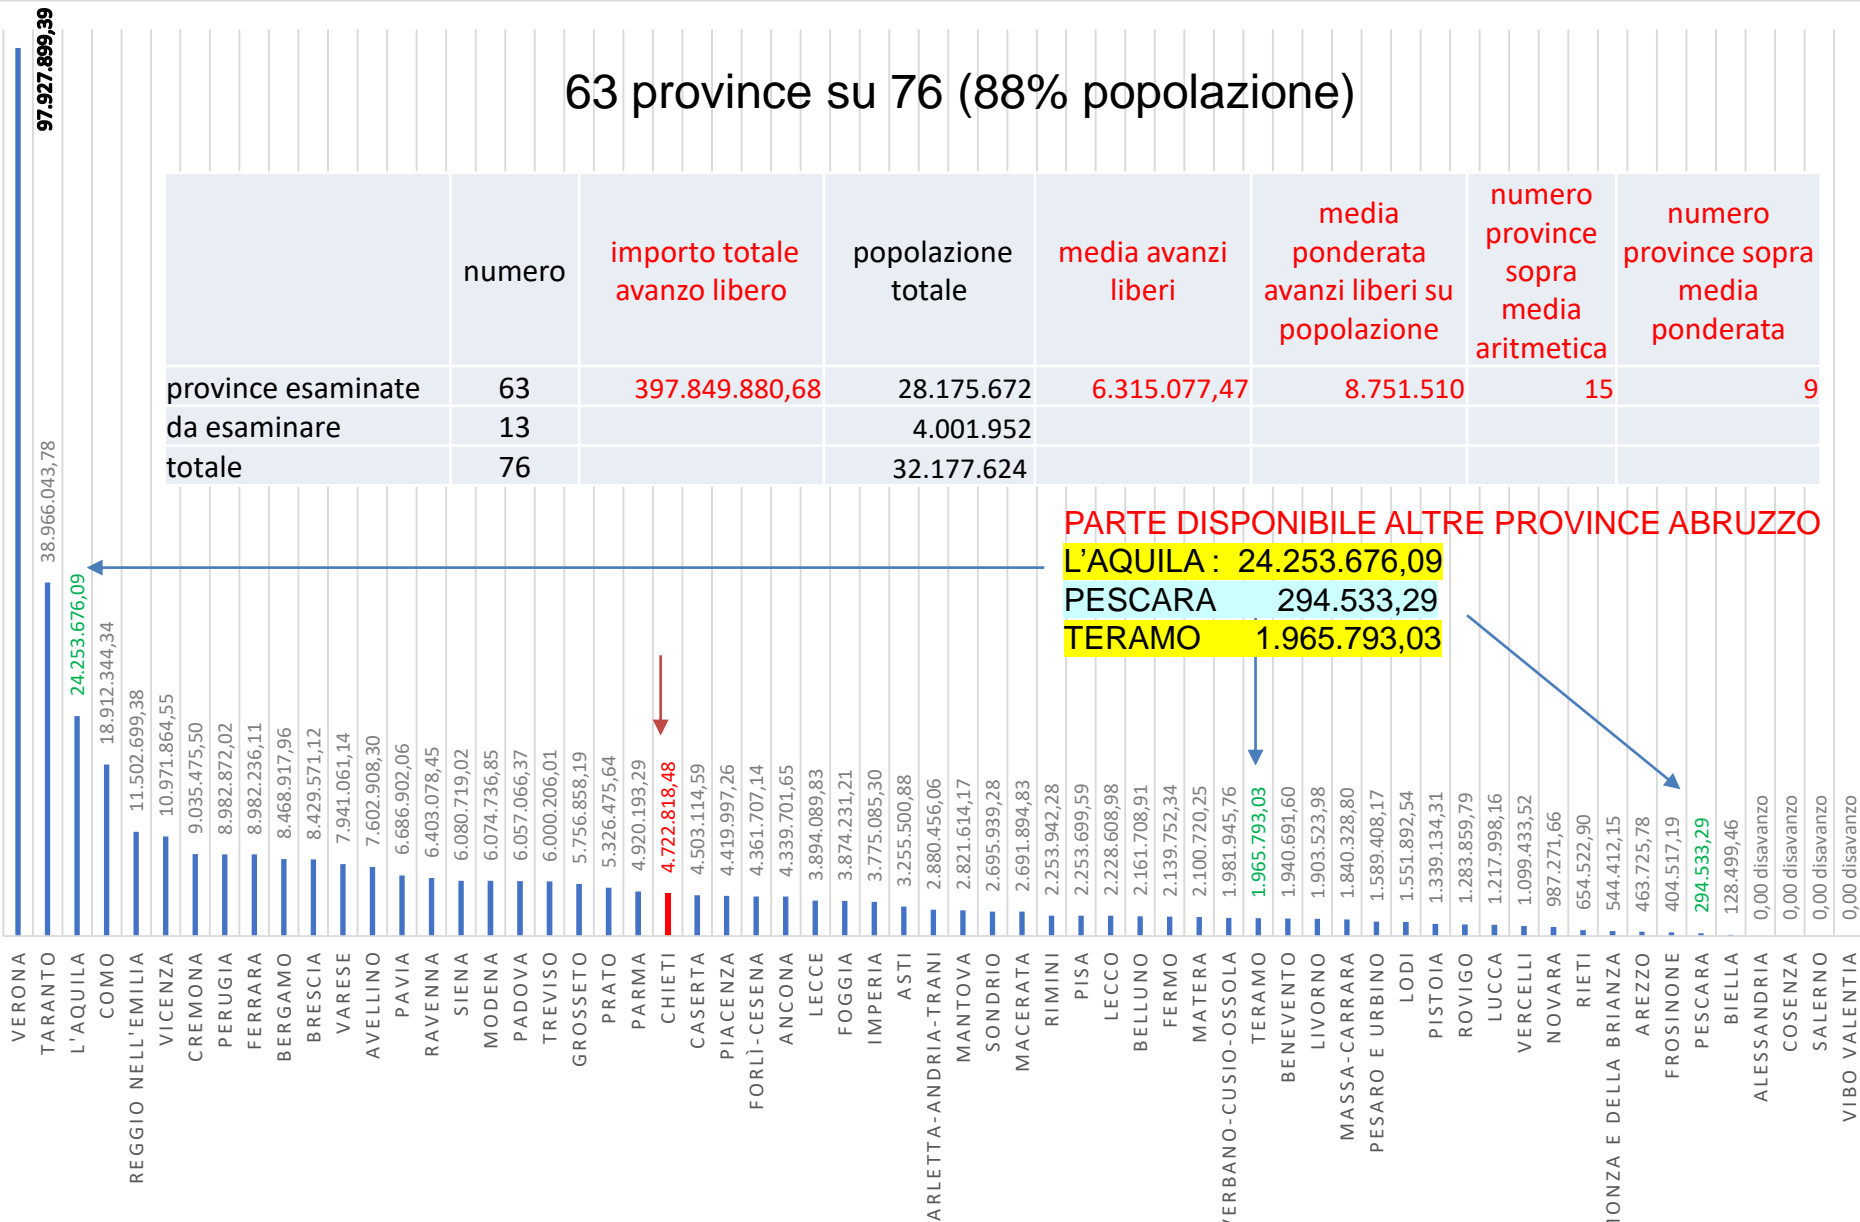 63 province su 76 (88% popolazione)
numero
importo totale
avanzo libero
popolazione
totale
media avanzi
liberi
media
ponderata
avanzi liberi su
popolazione
numero
province
sopra
media
aritmetica
numero
province sopra
media
ponderata
province esaminate 63 397.849.880,68 28.175.672 6.315.077,47 8.751.510 15 9
da esaminare 13 4.001.952
totale 76 32.177.624
PARTE DISPONIBILE ALTRE PROVINCE ABRUZZO
L'AQUILA : 24.253.676,09
PESCARA 294.533,29
TERAMO 1.965.793,03
97.927.899,39
38.966.043,78
24.253.676,09
18.912.344,34
11.502.699,38
10.971.864,55
9.035.475,50
8.982.872,02
8.982.236,11
8.468.917,96
8.429.571,12
7.941.061,14
7.602.908,30
6.686.902,06
6.403.078,45
6.080.719,02
6.074.736,85
6.057.066,37
6.000.206,01
5.756.858,19
5.326.475,64
4.920.193,29
4.722.818,48
4.503.114,59
4.419.997,26
4.361.707,14
4.339.701,65
3.894.089,83
3.874.231,21
3.775.085,30
3.255.500,88
2.880.456,06
2.821.614,17
2.695.939,28
2.691.894,83
2.253.942,28
2.253.699,59
2.228.608,98
2.161.708,91
2.139.752,34
2.100.720,25
1.981.945,76
1.965.793,03
1.940.691,60
1.903.523,98
1.840.328,80
1.589.408,17
1.551.892,54
1.339.134,31
1.283.859,79
1.217.998,16
1.099.433,52
987.271,66
654.522,90
544.412,15
463.725,78
404.517,19
294.533,29
128.499,46
0,00 disavanzo
0,00 disavanzo
0,00 disavanzo
0,00 disavanzo
VERONA
TARANTO
L'AQUILA
COMO
REGGIO NELL'EMILIA
VICENZA
CREMONA
PERUGIA
FERRARA
BERGAMO
BRESCIA
VARESE
AVELLINO
PAVIA
RAVENNA
SIENA
MODENA
PADOVA
TREVISO
GROSSETO
PRATO
PARMA
CHIETI
CASERTA
PIACENZA
FORLÌ-CESENA
ANCONA
LECCE
FOGGIA
IMPERIA
ASTI
ARLETTA-ANDRIA-TRANI
MANTOVA
SONDRIO
MACERATA
RIMINI
PISA
LECCO
BELLUNO
FERMO
MATERA
VERBANO-CUSIO-OSSOLA
TERAMO
BENEVENTO
LIVORNO
MASSA-CARRARA
PESARO E URBINO
LODI
PISTOIA
ROVIGO
LUCCA
VERCELLI
NOVARA
RIETI
IONZA E DELLA BRIANZA
AREZZO
FROSINONE
PESCARA
BIELLA
ALESSANDRIA
COSENZA
SALERNO
VIBO VALENTIA